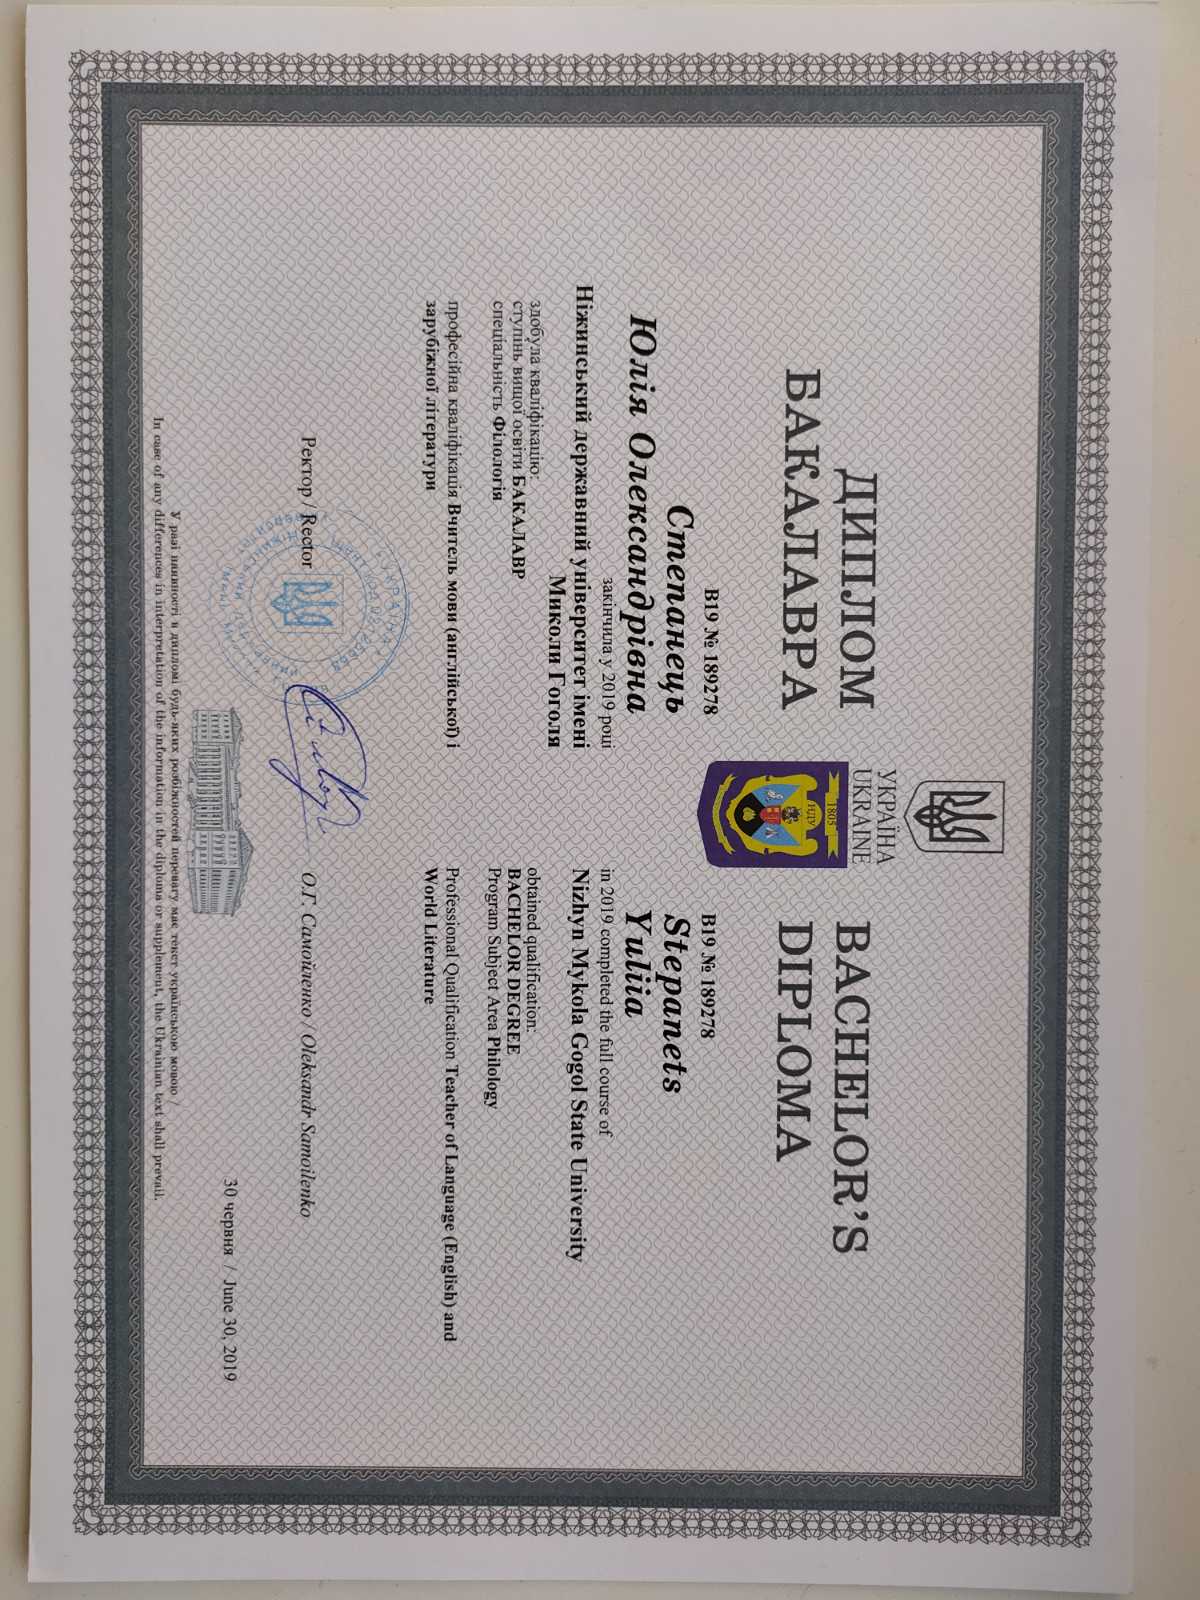 УКРАЇНА
UKRAINE
ДИПЛОМ
БАКАЛАВРА
1805
НДУ
В19 № 189278
Степанець
Юлія Олександрівна
закінчила у 2019 році
Ніжинський державний університет імені
Миколи Гоголя
здобула кваліфікацію:
ступінь вищої освіти БАКАЛАВР
спеціальність Філологія
професійна кваліфікація Вчитель мови (англійської) і
зарубіжної літератури
BACHELOR'S
DIPLOMA
B19 № 189278
Stepanets
Yuliia
in 2019 completed the full course of
Nizhyn Mykola Gogol State University
obtained qualification:
BACHELOR DEGREE
Program Subject Area Philology
Professional Qualification Teacher of Language (English) and
World Literature
Ректор / Rector
О.Г. Самойленко / Oleksandr Samoilenko
УКРАЇНА
30 червня / June 30, 2019
У разі наявності в дипломі будь-яких розбіжностей перевагу має текст українською мовою /
In case of any differences in interpretation of the information in the diploma or supplement, the Ukrainian text shall prevail.